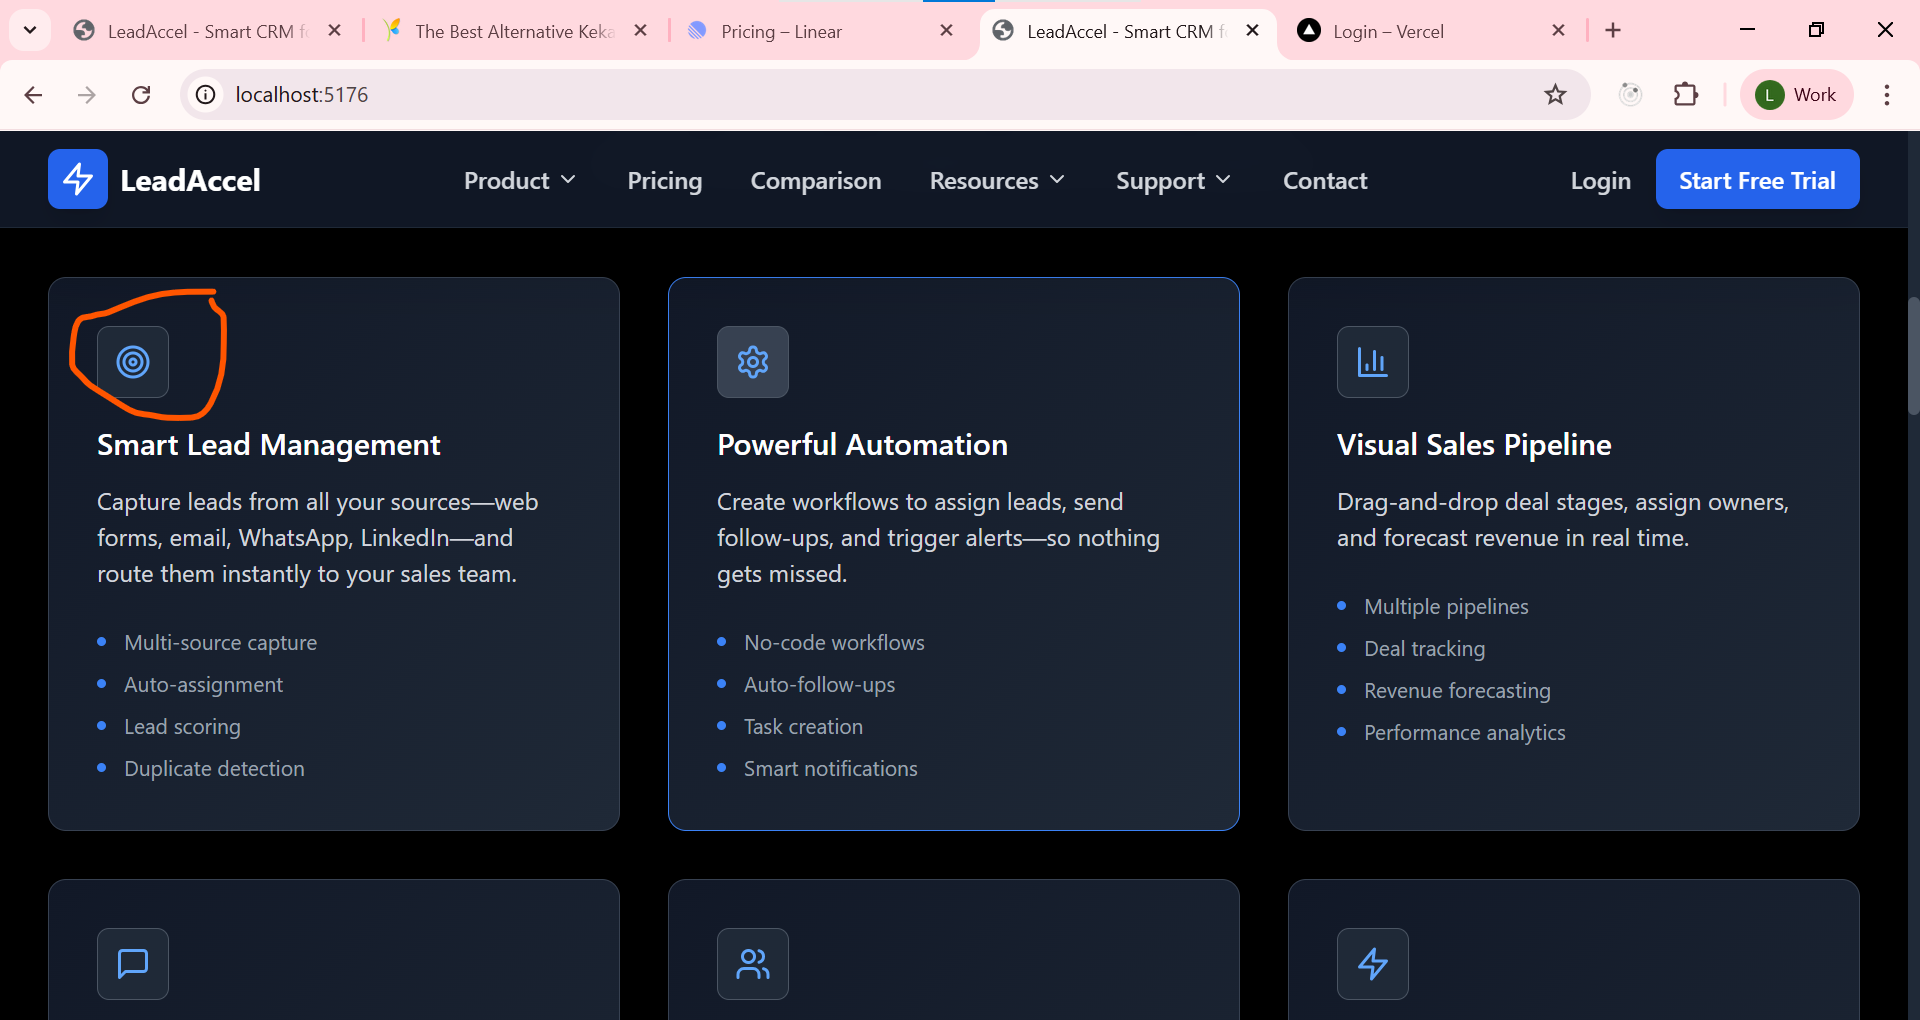 LeadAccel - Smart CRM f
The Best Alternative Keka
Pricing – Linear
LeadAccel - Smart CRM f
Login – Vercel
localhost:5176
L
Work
LeadAccel
Product
Pricing
Comparison
Resources
Support
Contact
Login
Start Free Trial
Smart Lead Management
Capture leads from all your sources—web
forms, email, WhatsApp, LinkedIn—and
route them instantly to your sales team.
Multi-source capture
Auto-assignment
Lead scoring
Duplicate detection
Powerful Automation
Create workflows to assign leads, send
follow-ups, and trigger alerts—so nothing
gets missed.
No-code workflows
Auto-follow-ups
Task creation
Smart notifications
Visual Sales Pipeline
Drag-and-drop deal stages, assign owners,
and forecast revenue in real time.
Multiple pipelines
Deal tracking
Revenue forecasting
Performance analytics